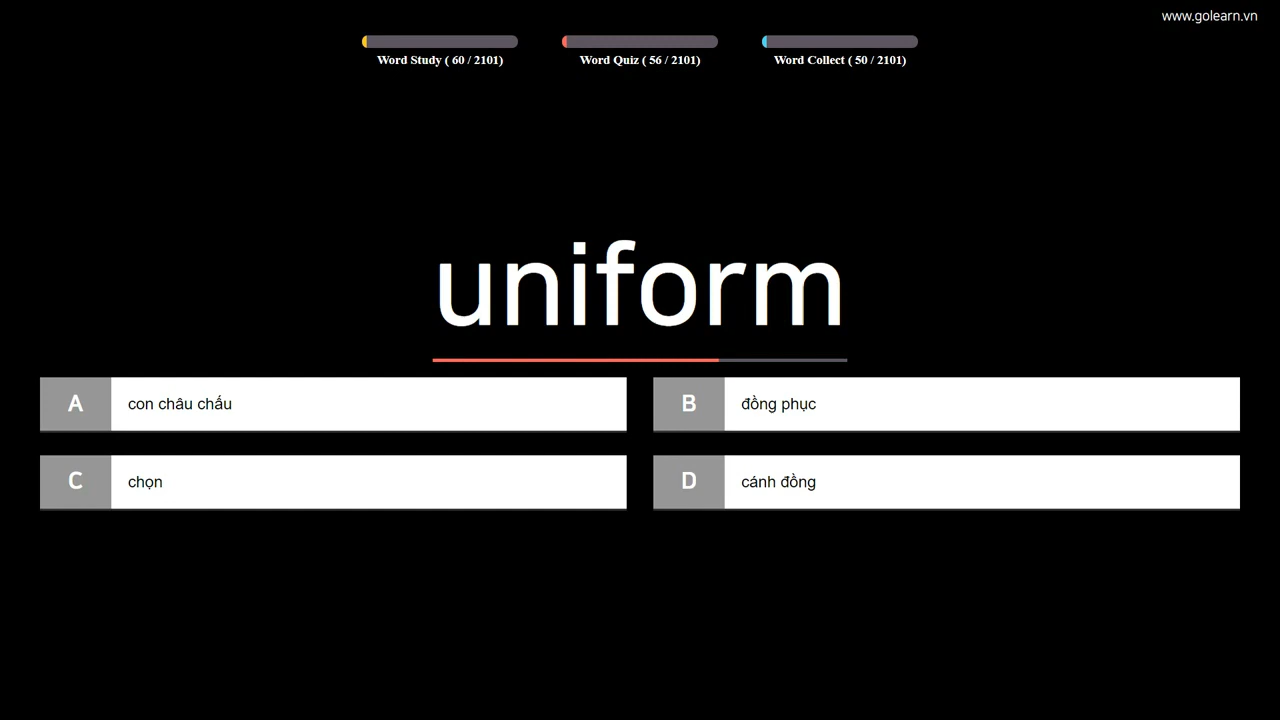 www.golearn.vn
Word Study ( 60 / 2101)
Word Quiz ( 56 / 2101)
Word Collect ( 50 / 2101)
uniform
A con châu chấu
B đồng phục
C chọn
D cánh đồng